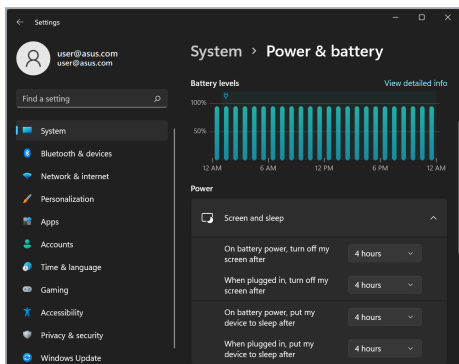 Settings
user@asus.com
user@asus.com
Find a setting
System
Bluetooth & devices
Network & internet
Personalization
Apps
Accounts
Time & language
Gaming
Accessibility
Privacy & security
Windows Update
System > Power & battery
Battery levels
View detailed info
100%
50%
12 AM 6 AM 12 PM 6 PM 12 AM
Power
Screen and sleep
On battery power, turn off my
screen after
4 hours
When plugged in, turn off my
screen after
4 hours
On battery power, put my
device to sleep after
4 hours
When plugged in, put my
device to sleep after
4 hours